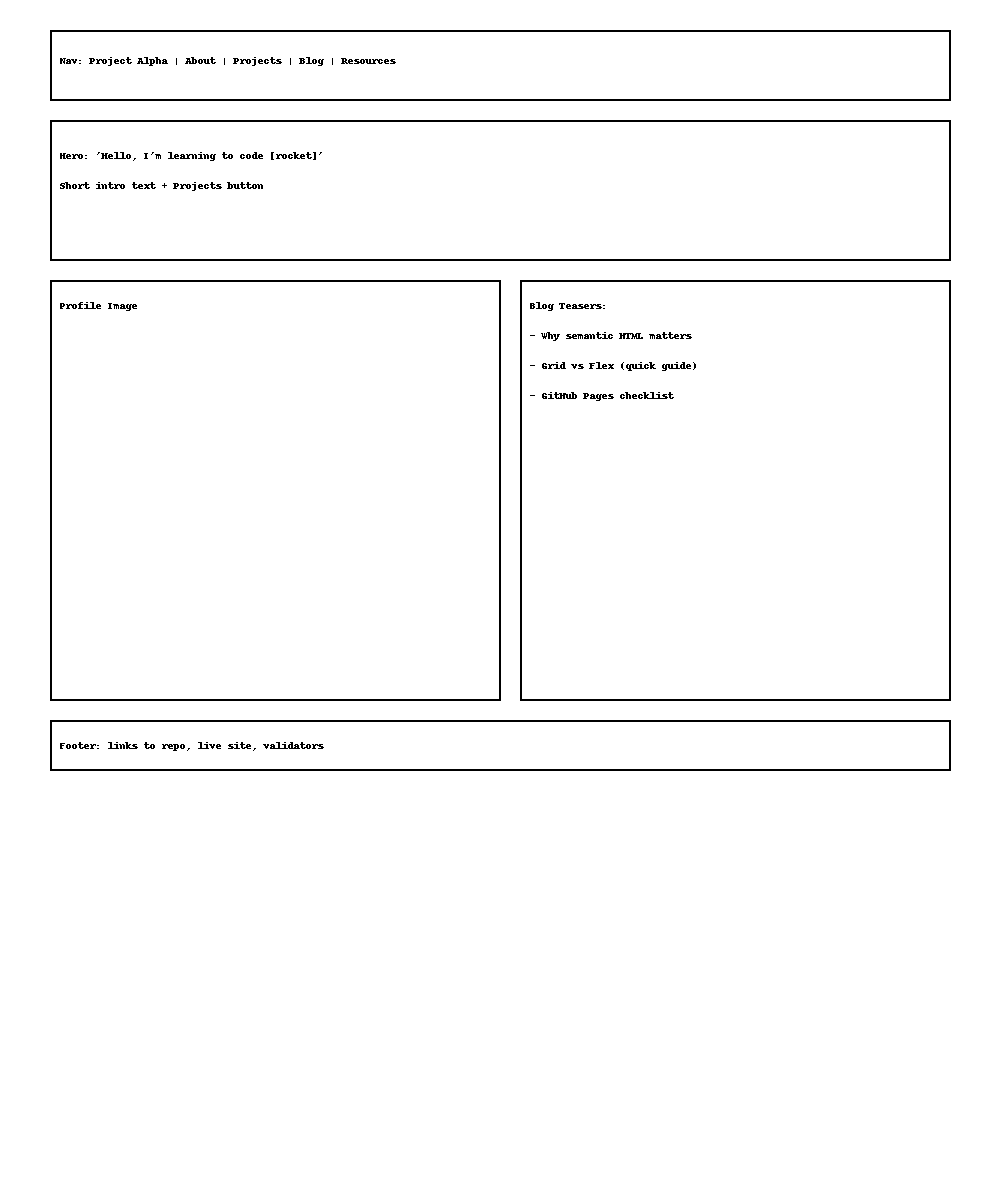 Nav: Project Alpha | About | Projects | Blog | Resources
Hero: 'Hello, I'm learning to code [rocket]'
Short intro text + Projects button
Profile Image
Blog Teasers:
- Why semantic HTML matters
- Grid vs Flex (quick guide)
- GitHub Pages checklist
Footer: links to repo, live site, validators